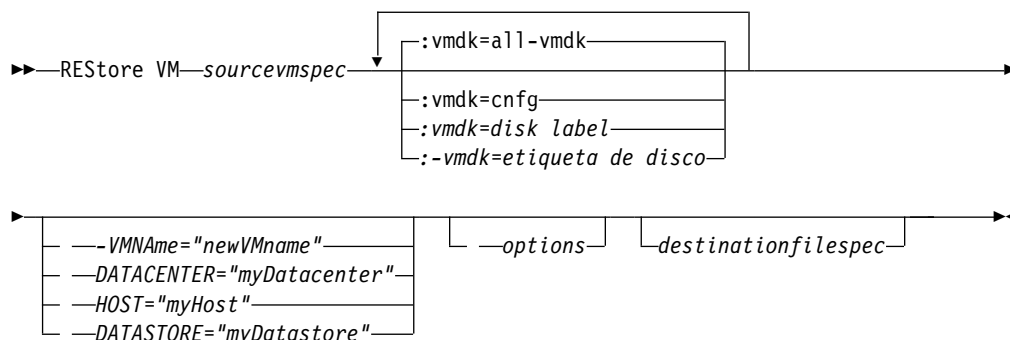 :vmdk=all-vmdk
REStore VM sourcevmspec
:vmdk=cnfg
:vmdk=disk label
:-vmdk=etiqueta de disco
-VMNAme="newVMname" options destinationfilespec
DATACENTER="myDatacenter"
HOST="myHost"
DATASTORE="myDatastore"